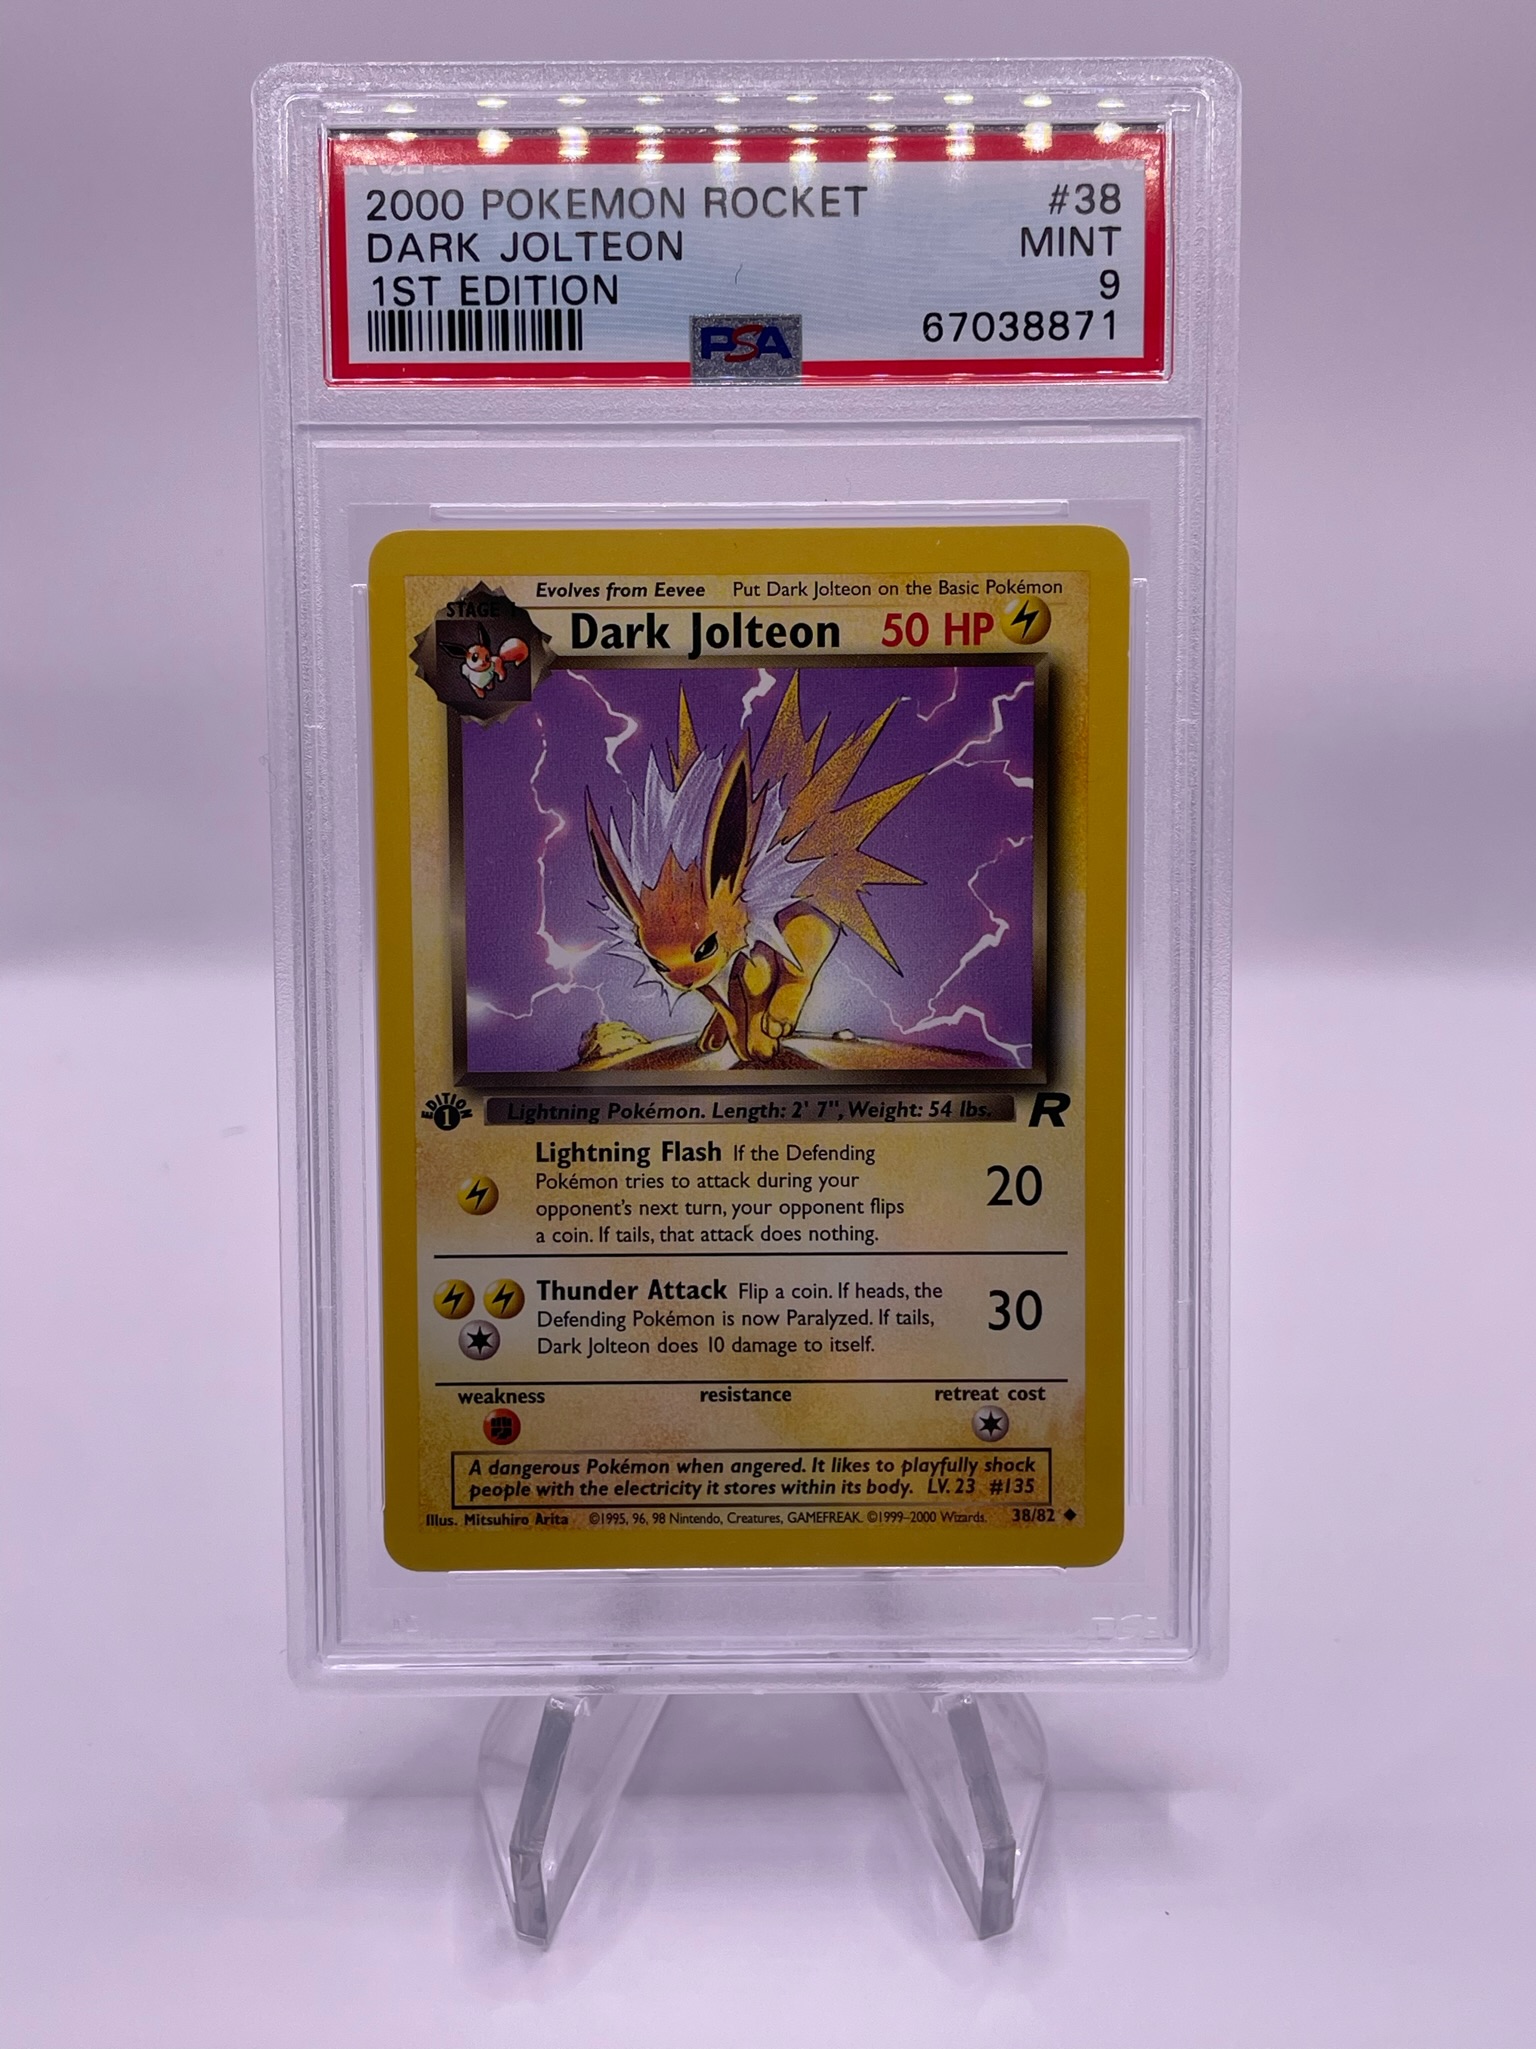 2000 POKEMON ROCKET #38
DARK JOLTEON MINT
1ST EDITION 9
67038871
PSA
Evolves from Eevee Put Dark Jolteon on the Basic Pokémon
STAGE
Dark Jolteon 50 HP
EDITION 1
Lightning Pokémon. Length: 2' 7", Weight: 54 lbs. R
Lightning Flash If the Defending
Pokémon tries to attack during your
opponent's next turn, your opponent flips
a coin. If tails, that attack does nothing.
20
Thunder Attack Flip a coin. If heads, the
Defending Pokémon is now Paralyzed. If tails,
Dark Jolteon does 10 damage to itself.
30
weakness resistance retreat cost
A dangerous Pokémon when angered. It likes to playfully shock
people with the electricity it stores within its body. LV. 23 #135
Illus. Mitsuhiro Arita ©1995, 96, 98 Nintendo, Creatures, GAMEFREAK. ©1999–2000 Wizards. 38/82